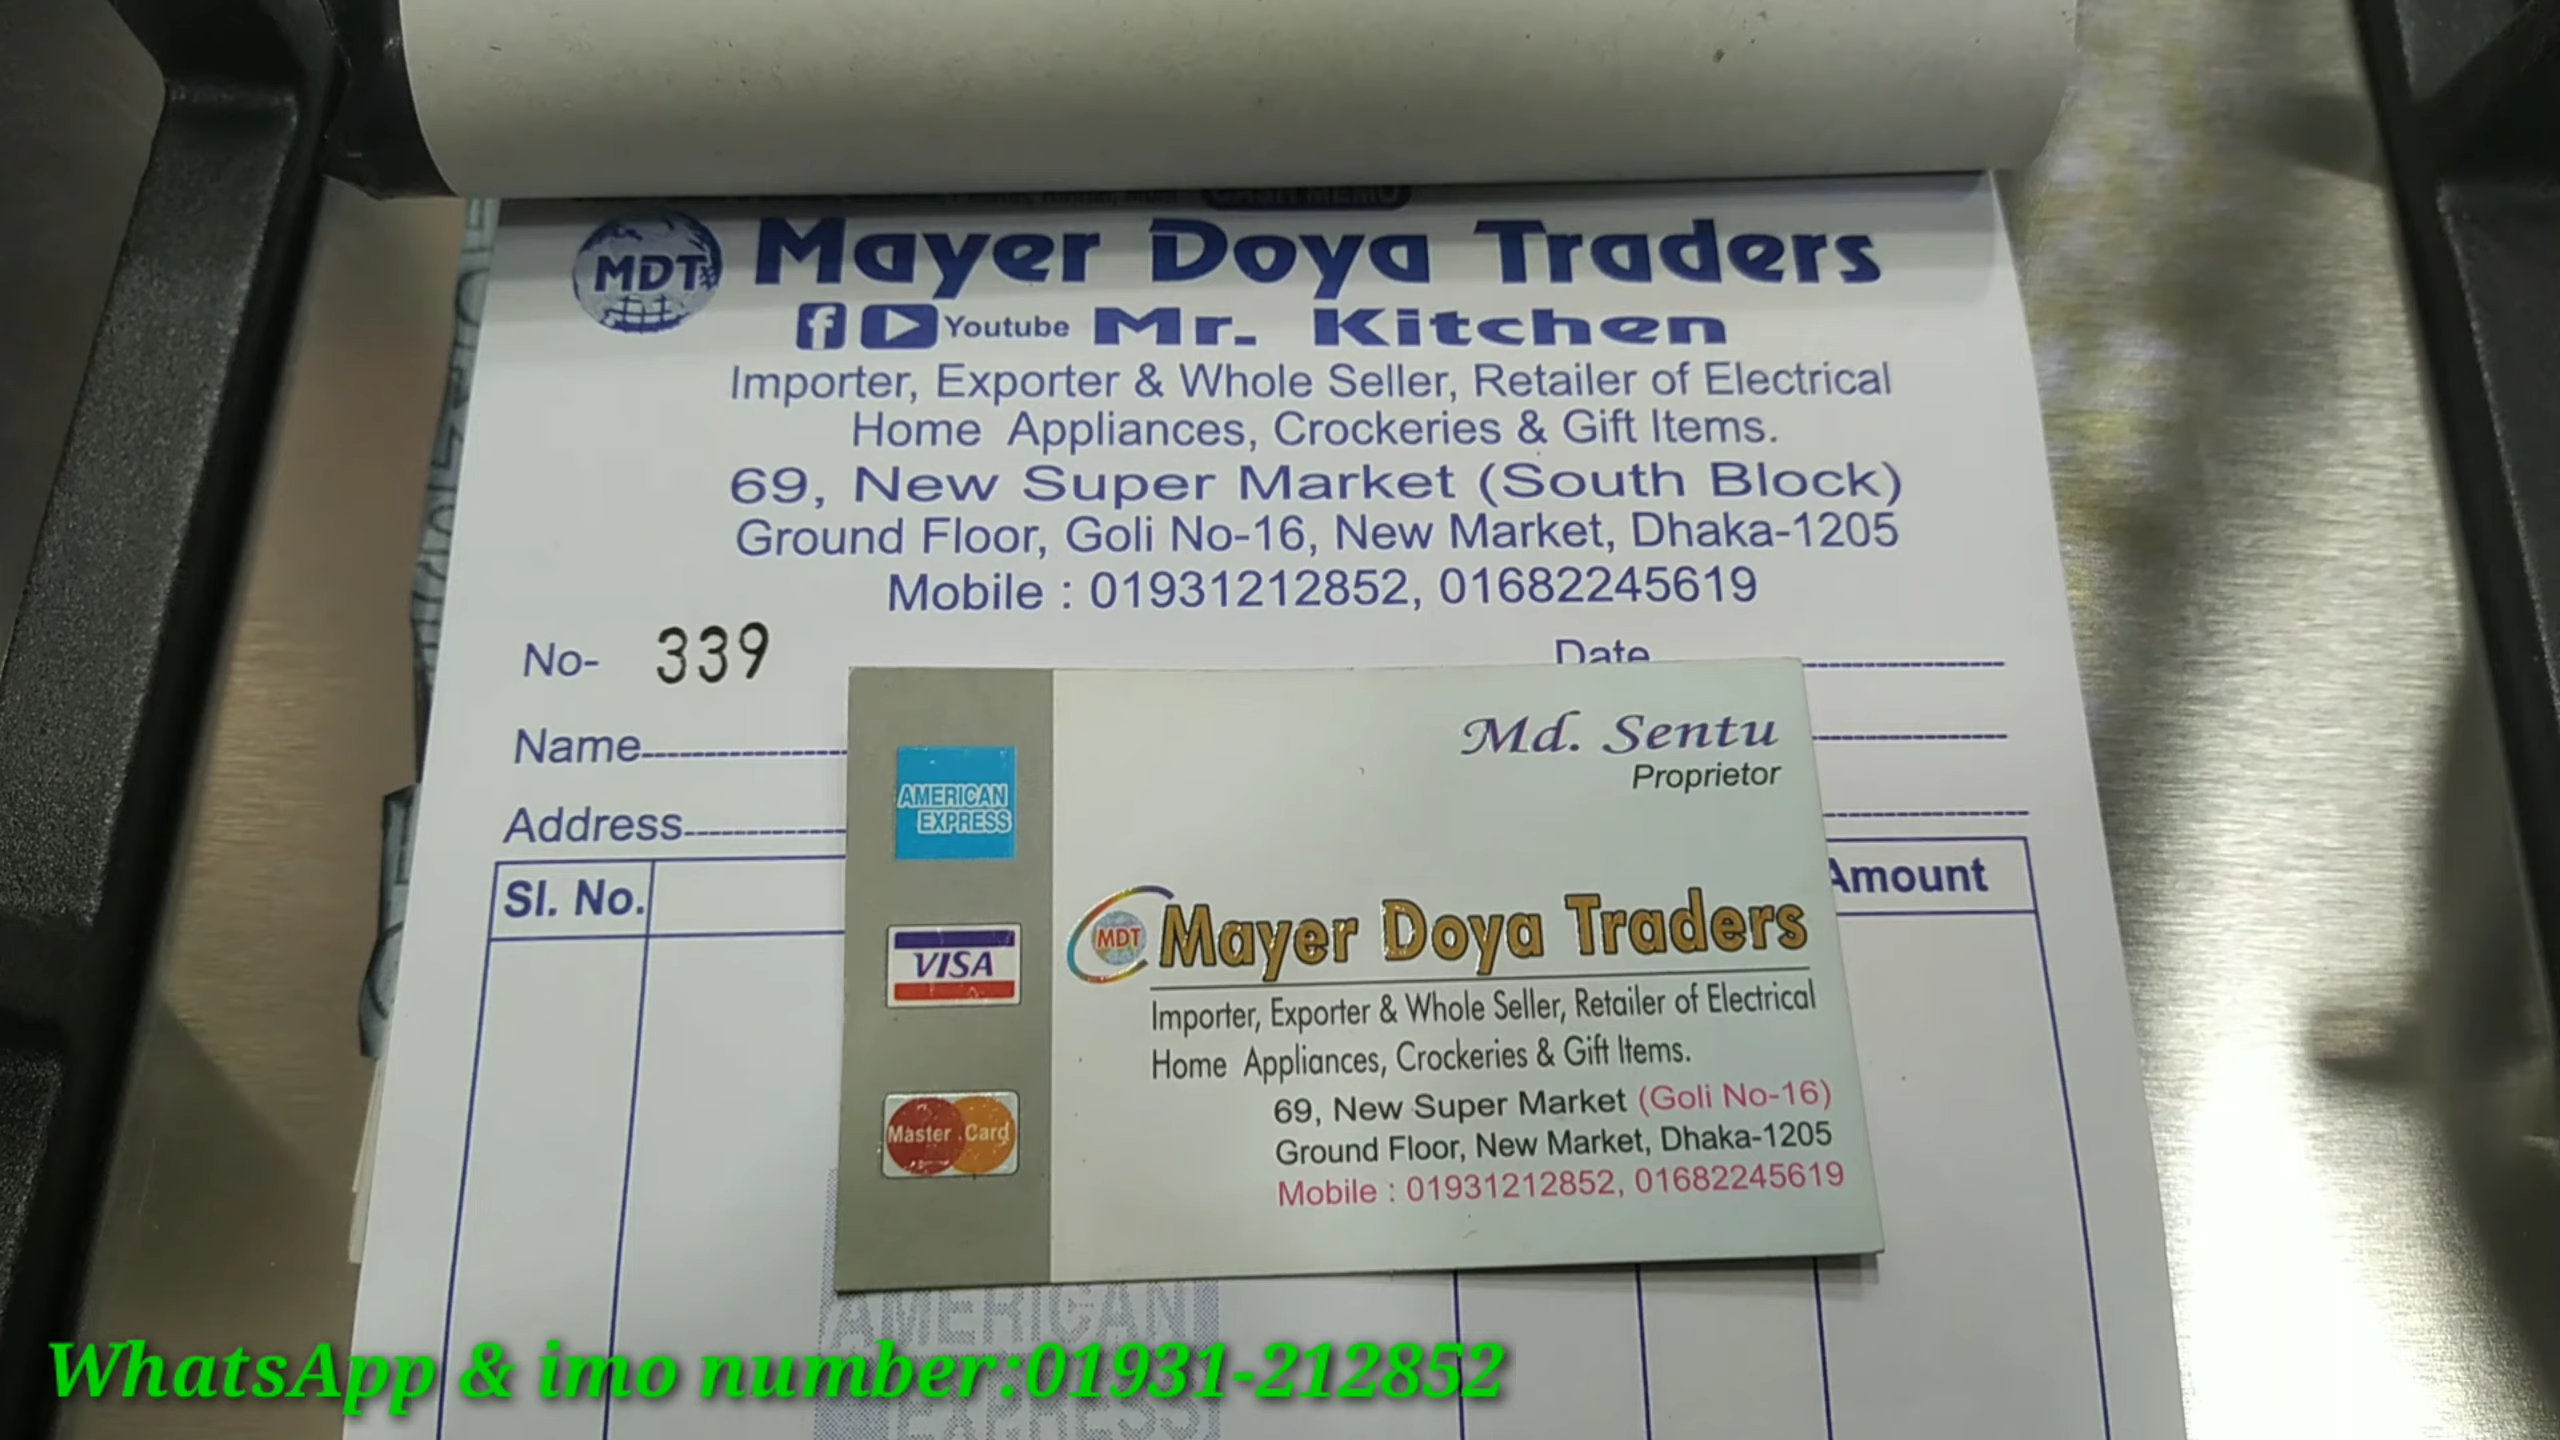 CASH MEMO
MDT Mayer Doya Traders
f Youtube Mr. Kitchen
Importer, Exporter & Whole Seller, Retailer of Electrical
Home Appliances, Crockeries & Gift Items.
69, New Super Market (South Block)
Ground Floor, Goli No-16, New Market, Dhaka-1205
Mobile : 01931212852, 01682245619
No- 339
Date
Name
Address
Sl. No.
Amount
Md. Sentu
Proprietor
AMERICAN
EXPRESS
VISA
Master Card
MDT Mayer Doya Traders
Importer, Exporter & Whole Seller, Retailer of Electrical
Home Appliances, Crockeries & Gift Items.
69, New Super Market (Goli No-16)
Ground Floor, New Market, Dhaka-1205
Mobile : 01931212852, 01682245619
AMERICAN
EXPRESS
WhatsApp & imo number:01931-212852